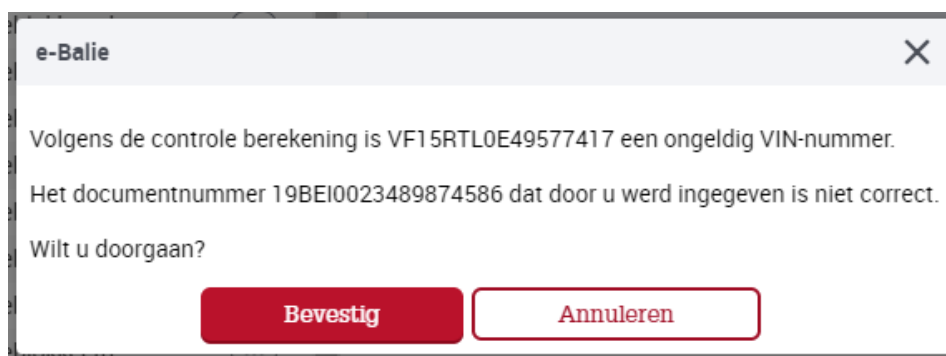 e-Balie
Volgens de controle berekening is VF15RTL0E49577417 een ongeldig VIN-nummer.
Het documentnummer 19BEI0023489874586 dat door u werd ingegeven is niet correct.
Wilt u doorgaan?
Bevestig
Annuleren